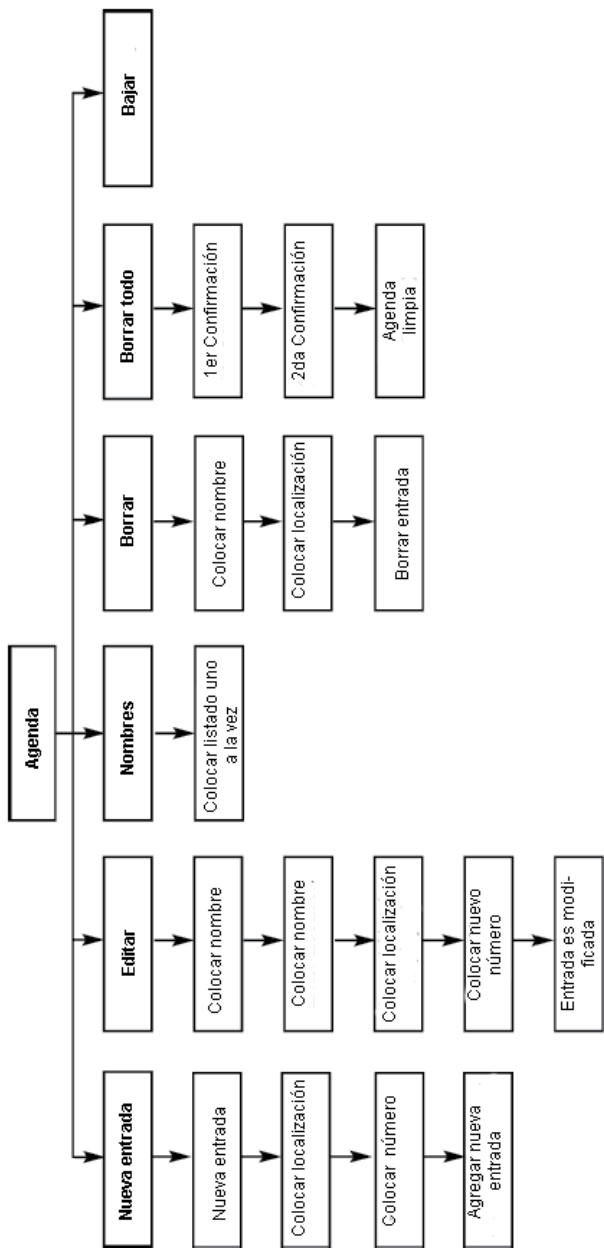 Agenda
Nueva entrada
Nueva entrada
Colocar localización
Colocar número
Agregar nueva
entrada
Editar
Colocar nombre
Colocar nombre
Colocar localización
Colocar nuevo
número
Entrada es modi-
ficada
Nombres
Colocar listado uno
a la vez
Borrar
Colocar nombre
Colocar localización
Borrar entrada
Borrar todo
1er Confirmación
2da Confirmación
Agenda
limpia
Bajar